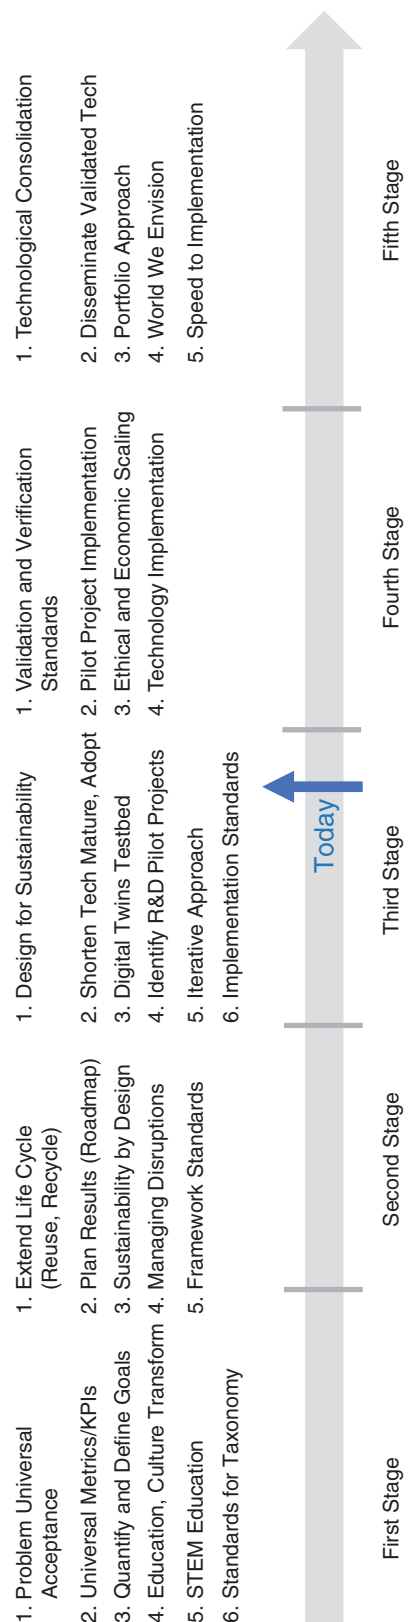 1. Problem Universal
Acceptance
2. Universal Metrics/KPIs
3. Quantify and Define Goals
4. Education, Culture Transform
5. STEM Education
6. Standards for Taxonomy
First Stage
1. Extend Life Cycle
(Reuse, Recycle)
2. Plan Results (Roadmap)
3. Sustainability by Design
4. Managing Disruptions
5. Framework Standards
Second Stage
1. Design for Sustainability
2. Shorten Tech Mature, Adopt
3. Digital Twins Testbed
4. Identify R&D Pilot Projects
5. Iterative Approach
6. Implementation Standards
Today
Third Stage
1. Validation and Verification
Standards
2. Pilot Project Implementation
3. Ethical and Economic Scaling
4. Technology Implementation
Fourth Stage
1. Technological Consolidation
2. Disseminate Validated Tech
3. Portfolio Approach
4. World We Envision
5. Speed to Implementation
Fifth Stage